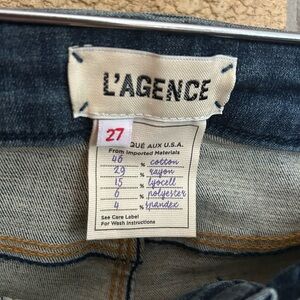 L'AGENCE
27
QUÉ AUX U.S.A.
From Imported Materials
46 % cotton
29 % rayon
15 % lyocell
6 % polyester
4 % spandex
See Care Label
For Wash Instructions